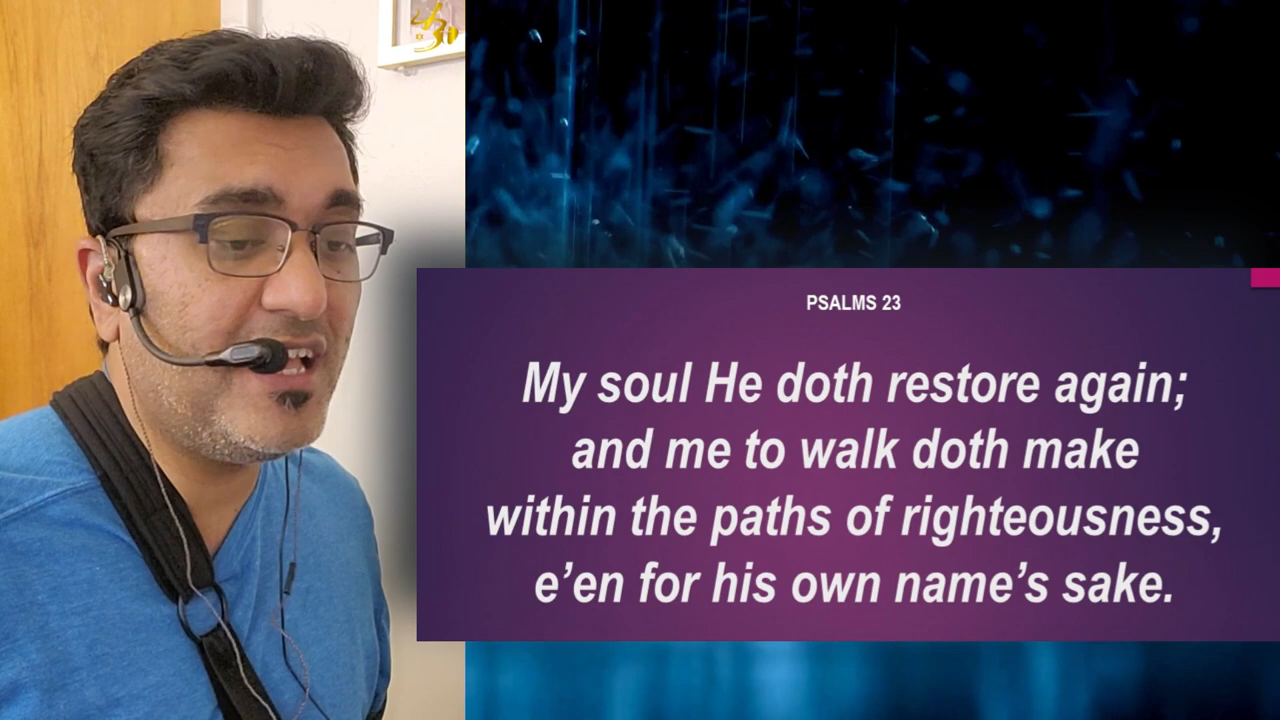 PSALMS 23
My soul He doth restore again;
and me to walk doth make
within the paths of righteousness,
e’en for his own name’s sake.